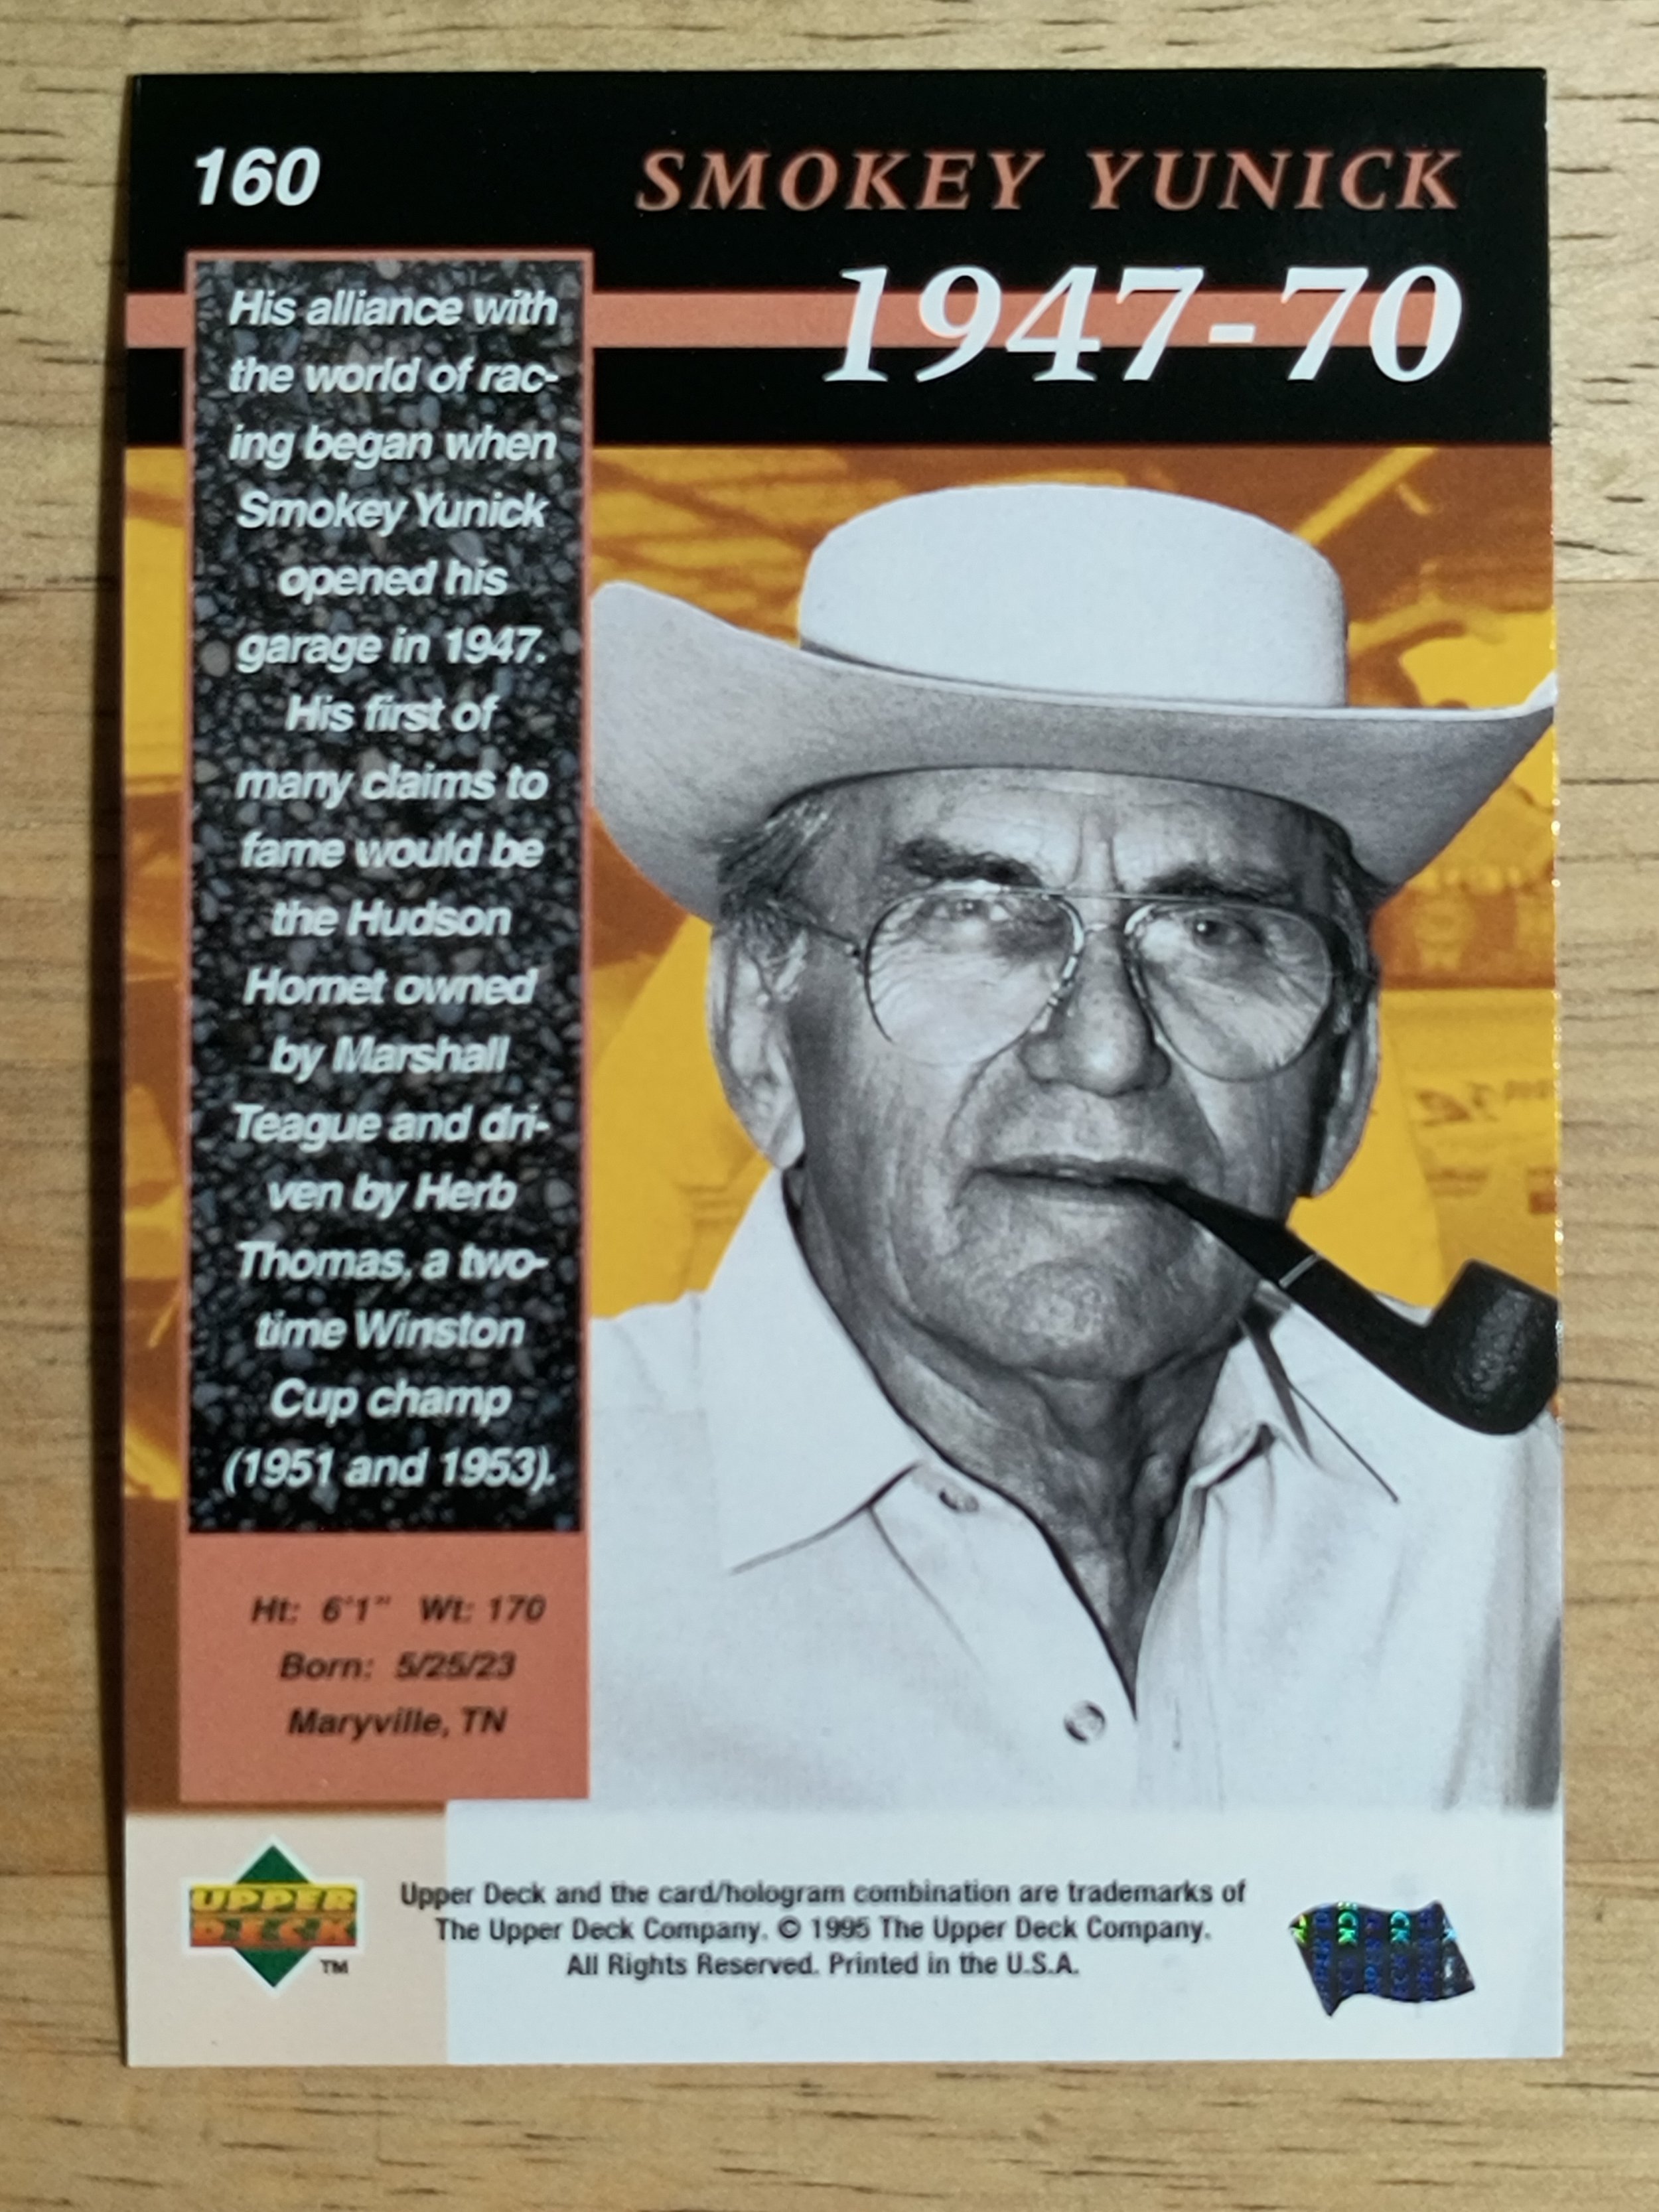 160
SMOKEY YUNICK
1947-70
His alliance with
the world of rac-
ing began when
Smokey Yunick
opened his
garage in 1947.
His first of
many claims to
fame would be
the Hudson
Hornet owned
by Marshall
Teague and dri-
ven by Herb
Thomas, a two-
time Winston
Cup champ
(1951 and 1953).
Ht: 6'1" Wt: 170
Born: 5/25/23
Maryville, TN
UPPER
DECK
TM
Upper Deck and the card/hologram combination are trademarks of
The Upper Deck Company. © 1995 The Upper Deck Company.
All Rights Reserved. Printed in the U.S.A.